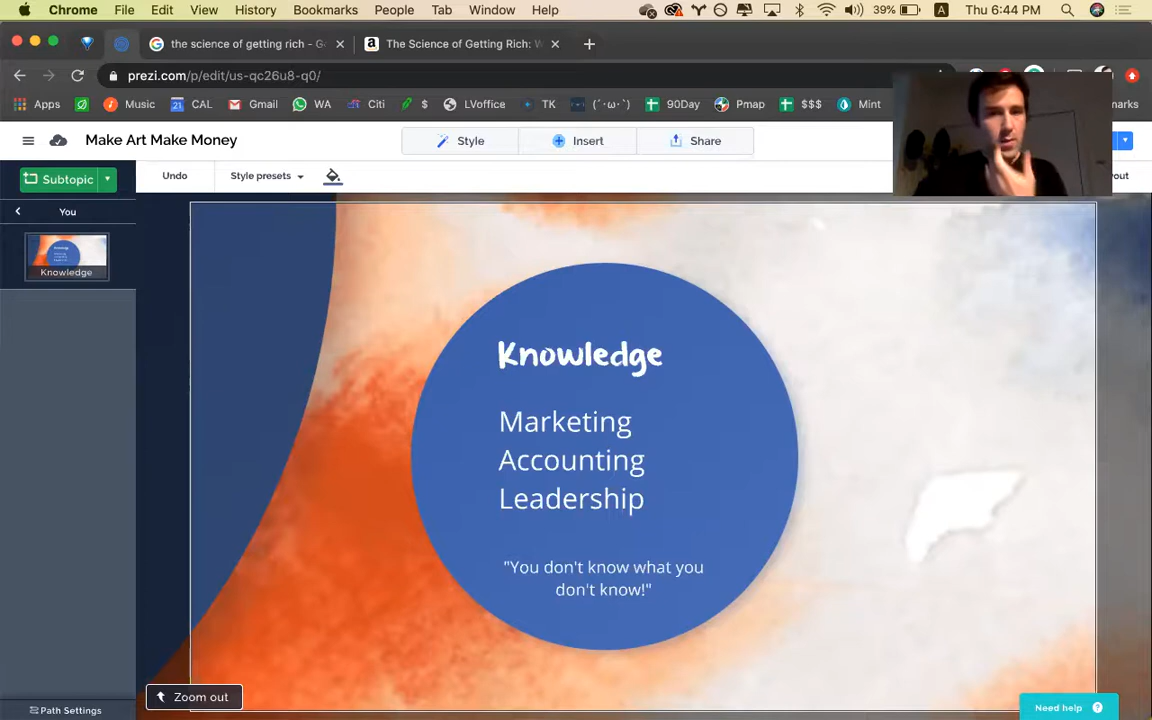 Chrome File Edit View History Bookmarks People Tab Window Help 39% A Thu 6:44 PM
the science of getting rich - G
The Science of Getting Rich: W
prezi.com/p/edit/us-qc26u8-q0/
Apps Music CAL Gmail WA Citi $ LVoffice TK (´·ω·`) 90Day Pmap $$$ Mint
Make Art Make Money
Style Insert Share
Subtopic
Undo Style presets
You
Knowledge
Knowledge
Marketing
Accounting
Leadership
"You don't know what you
don't know!"
Zoom out
Path Settings
Need help ?